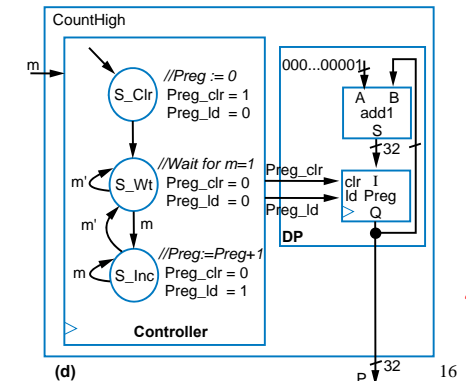 CountHigh
m
S_Clr
//Preg := 0
Preg_clr = 1
Preg_ld = 0
m'
S_Wt
//Wait for m=1
Preg_clr = 0
Preg_ld = 0
m'
m
m
S_Inc
//Preg:=Preg+1
Preg_clr = 0
Preg_ld = 1
Controller
000...00001
A B
add1
S
32
Preg_clr
Preg_ld
clr I
ld Preg
Q
DP
32
P
(d)
16